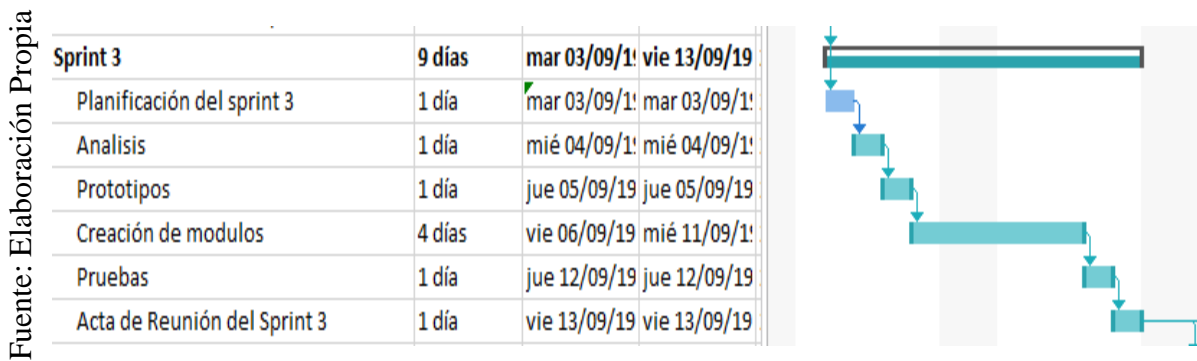 Fuente: Elaboración Propia
Sprint 3 9 días mar 03/09/1 vie 13/09/19
Planificación del sprint 3 1 día mar 03/09/1 mar 03/09/1
Analisis 1 día mié 04/09/1 mié 04/09/1
Prototipos 1 día jue 05/09/19 jue 05/09/19
Creación de modulos 4 días vie 06/09/19 mié 11/09/1
Pruebas 1 día jue 12/09/19 jue 12/09/19
Acta de Reunión del Sprint 3 1 día vie 13/09/19 vie 13/09/19